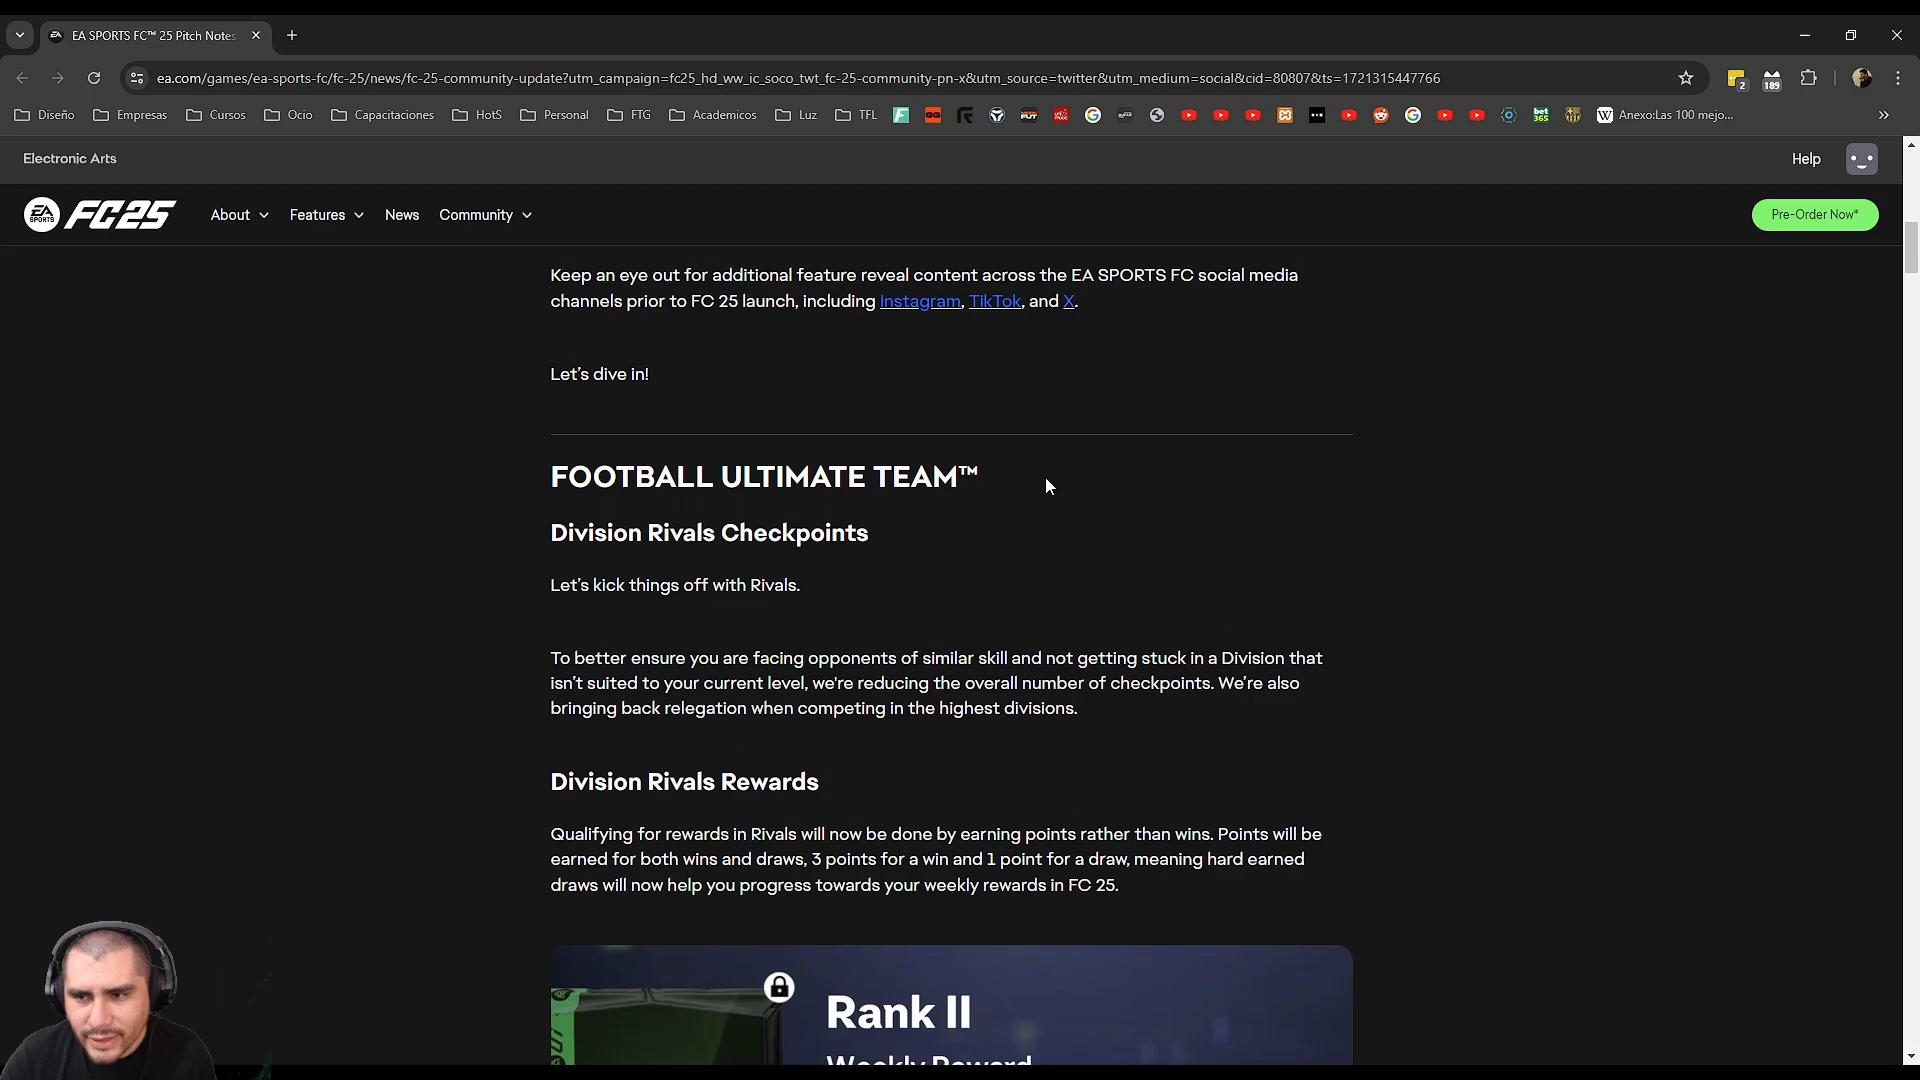 EA SPORTS FC™ 25 Pitch Notes
ea.com/games/ea-sports-fc/fc-25/news/fc-25-community-update?utm_campaign=fc25_hd_ww_ic_soco_twt_fc-25-community-pn-x&utm_source=twitter&utm_medium=social&cid=80807&ts=1721315447766
2
189
Diseño Empresas Cursos Ocio Capacitaciones HotS Personal FTG Academicos Luz TFL Anexo:Las 100 mejo...
Electronic Arts Help
EA SPORTS FC25 About Features News Community Pre-Order Now*
Keep an eye out for additional feature reveal content across the EA SPORTS FC social media
channels prior to FC 25 launch, including Instagram, TikTok, and X.
Let's dive in!
FOOTBALL ULTIMATE TEAM™
Division Rivals Checkpoints
Let's kick things off with Rivals.
To better ensure you are facing opponents of similar skill and not getting stuck in a Division that
isn't suited to your current level, we're reducing the overall number of checkpoints. We're also
bringing back relegation when competing in the highest divisions.
Division Rivals Rewards
Qualifying for rewards in Rivals will now be done by earning points rather than wins. Points will be
earned for both wins and draws, 3 points for a win and 1 point for a draw, meaning hard earned
draws will now help you progress towards your weekly rewards in FC 25.
Rank II
Weekly Reward